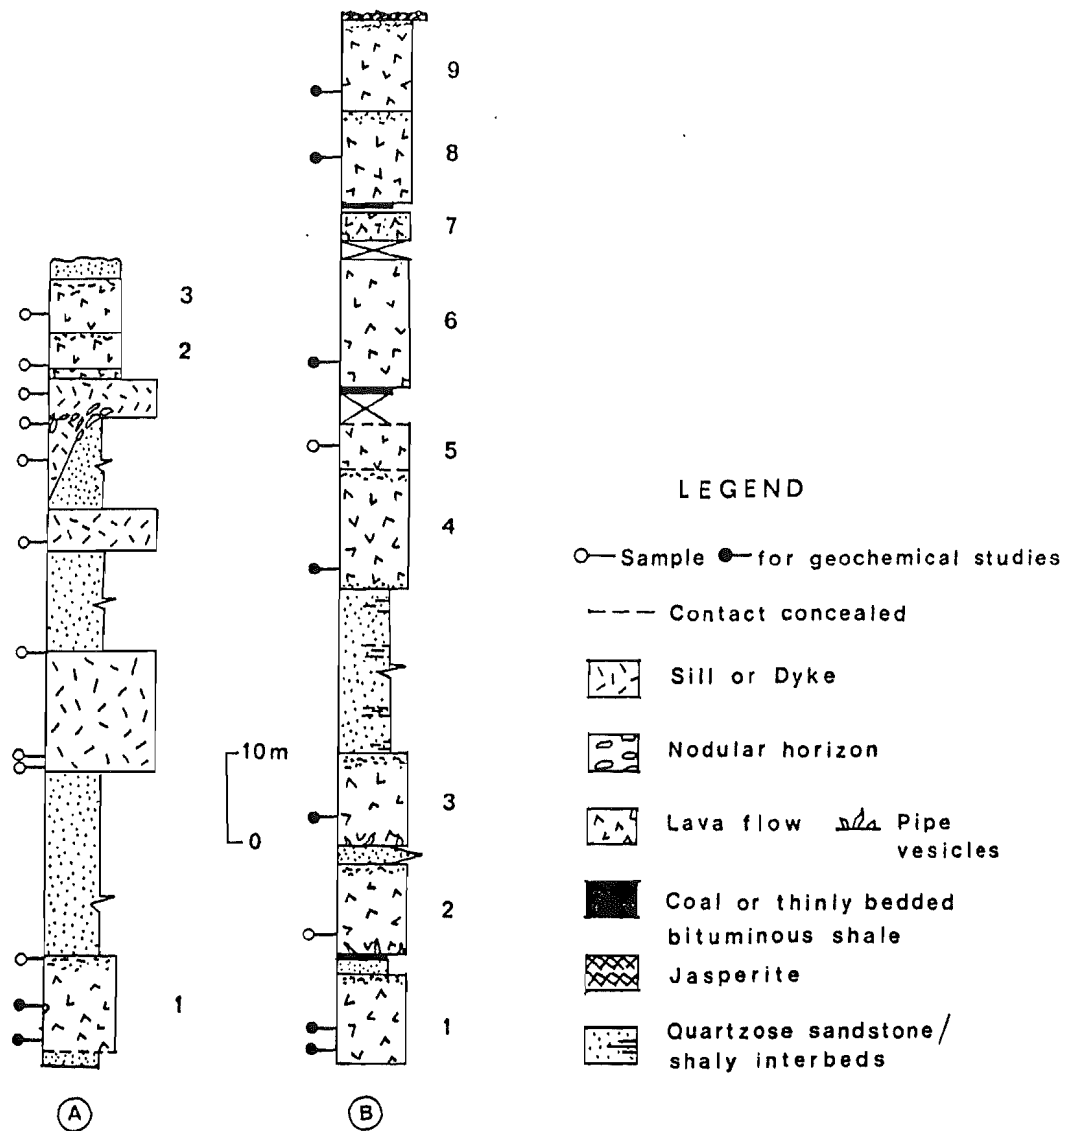 9
8
7
6
5
4
3
2
1
3
2
1
10 m
0
A
B
LEGEND
Sample for geochemical studies
Contact concealed
Sill or Dyke
Nodular horizon
Lava flow Pipe
vesicles
Coal or thinly bedded
bituminous shale
Jasperite
Quartzose sandstone/
shaly interbeds